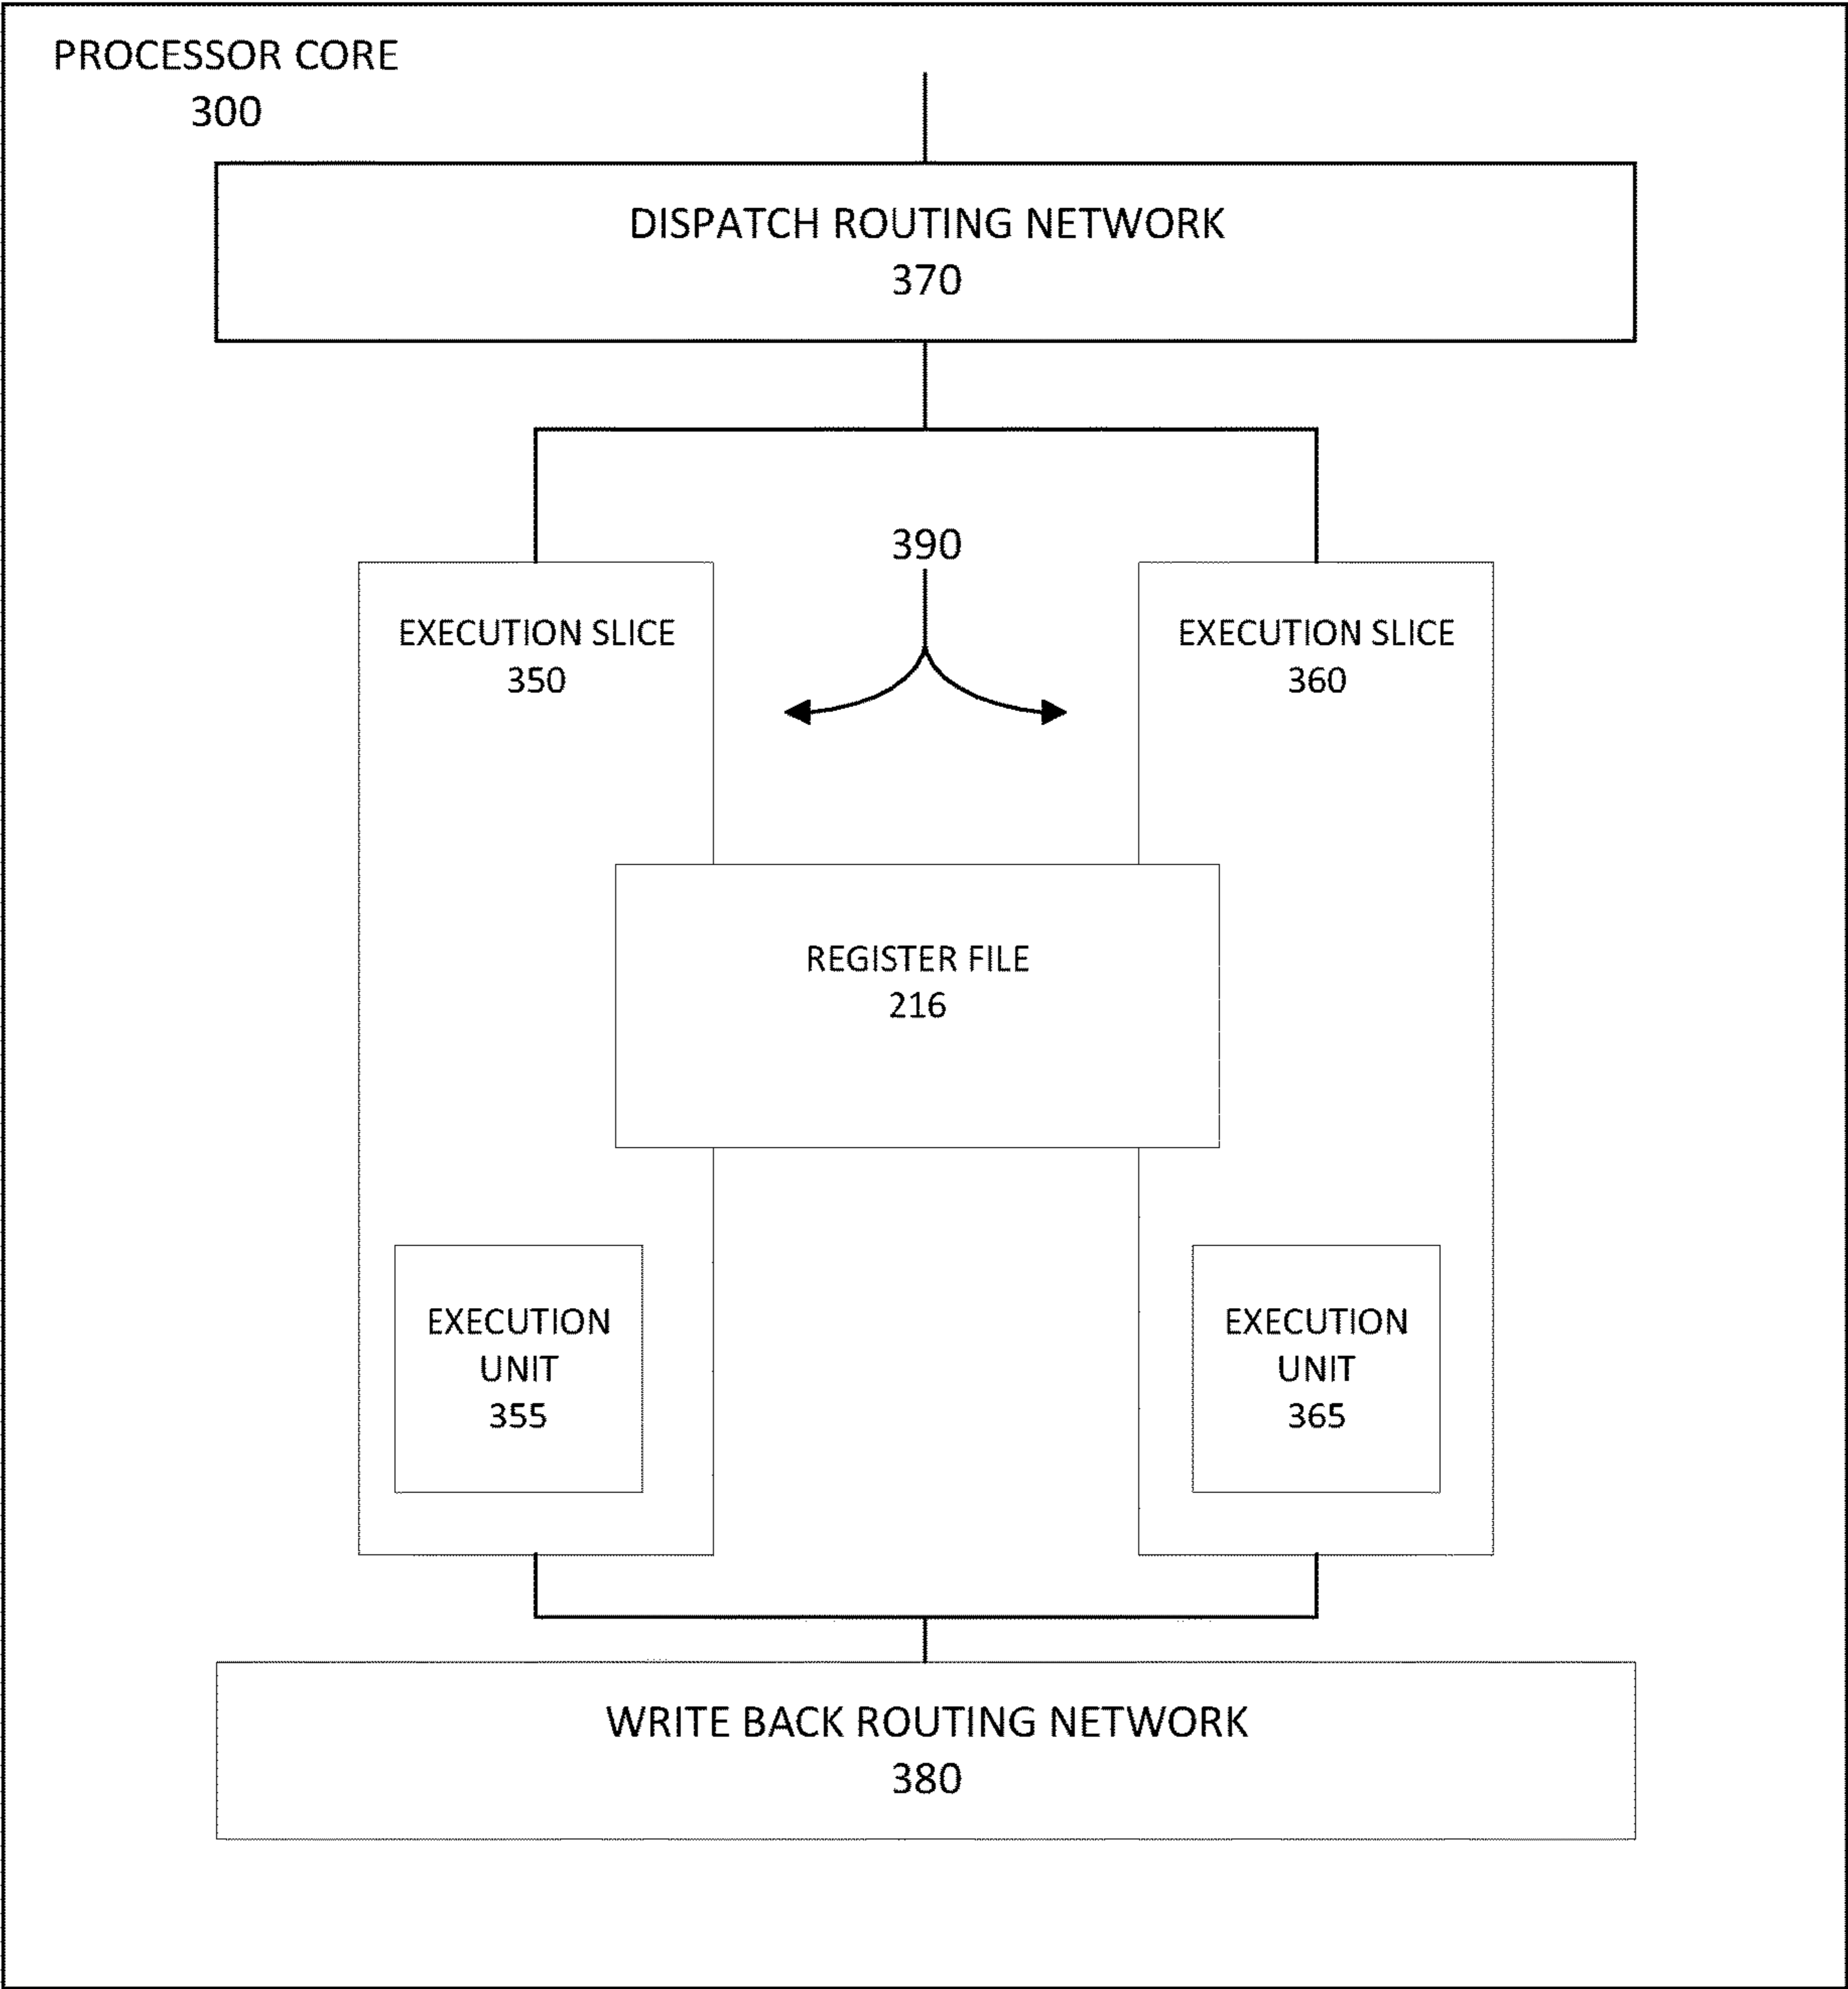 PROCESSOR CORE
300
DISPATCH ROUTING NETWORK
370
390
EXECUTION SLICE
350
EXECUTION SLICE
360
REGISTER FILE
216
EXECUTION
UNIT
355
EXECUTION
UNIT
365
WRITE BACK ROUTING NETWORK
380